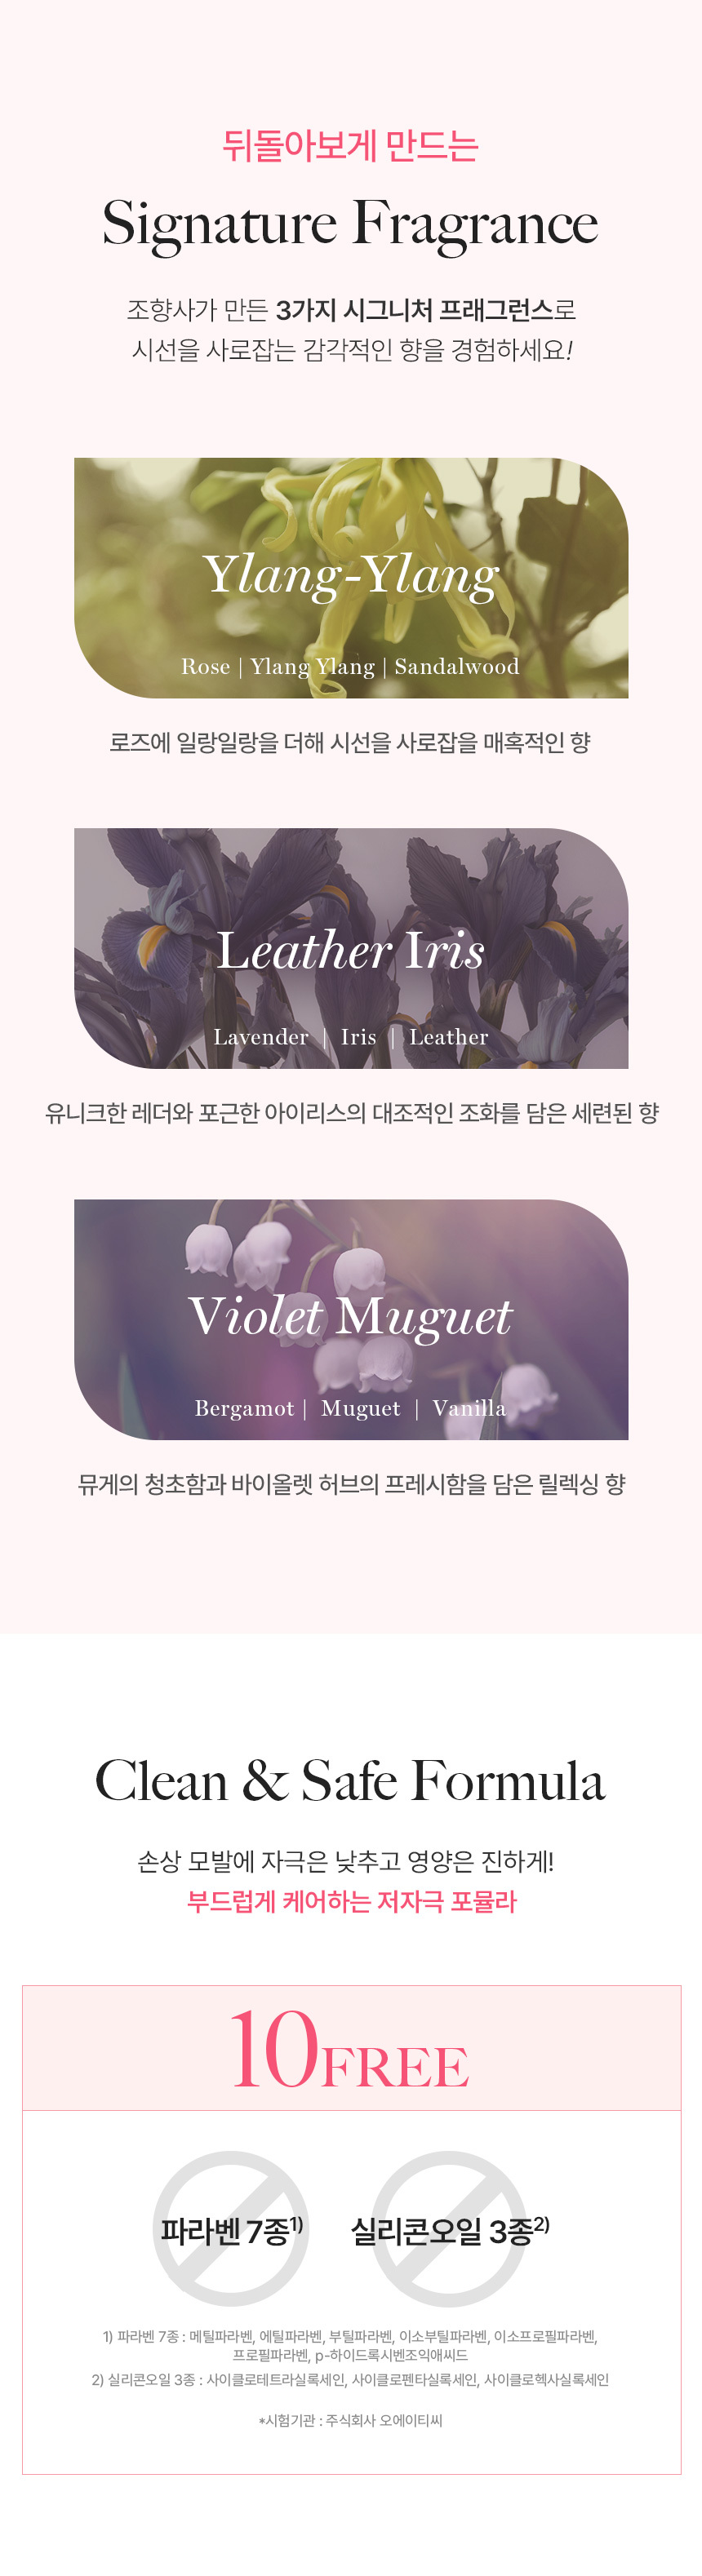 뒤돌아보게 만드는
Signature Fragrance
조향사가 만든 3가지 시그니처 프래그런스로
시선을 사로잡는 감각적인 향을 경험하세요!
Ylang-Ylang
Rose | Ylang Ylang | Sandalwood
로즈에 일랑일랑을 더해 시선을 사로잡을 매혹적인 향
Leather Iris
Lavender | Iris | Leather
유니크한 레더와 포근한 아이리스의 대조적인 조화를 담은 세련된 향
Violet Muguet
Bergamot | Muguet | Vanilla
뮤게의 청초함과 바이올렛 허브의 프레시함을 담은 릴렉싱 향
Clean & Safe Formula
손상 모발에 자극은 낮추고 영양은 진하게!
부드럽게 케어하는 저자극 포뮬라
10FREE
파라벤 7종1) 실리콘오일 3종2)
1) 파라벤 7종 : 메틸파라벤, 에틸파라벤, 부틸파라벤, 이소부틸파라벤, 이소프로필파라벤,
프로필파라벤, p-하이드록시벤조익애씨드
2) 실리콘오일 3종 : 사이클로테트라실록세인, 사이클로펜타실록세인, 사이클로헥사실록세인
*시험기관 : 주식회사 오에이티씨